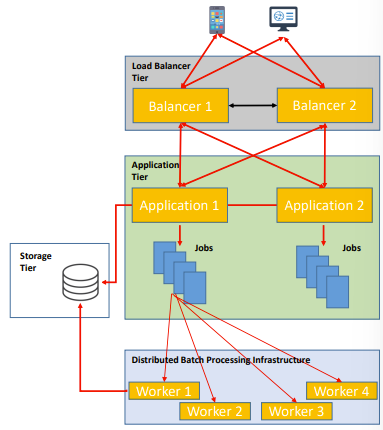 Load Balancer
Tier
Balancer 1
Balancer 2
Application
Tier
Application 1
Application 2
Jobs
Jobs
Storage
Tier
Distributed Batch Processing Infrastructure
Worker 1
Worker 4
Worker 2
Worker 3